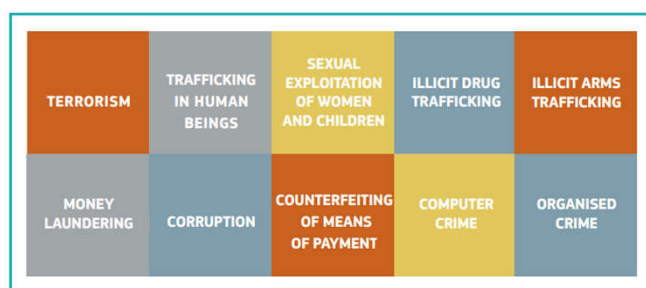 TERRORISM
TRAFFICKING
IN HUMAN
BEINGS
SEXUAL
EXPLOITATION
OF WOMEN
AND CHILDREN
ILLICIT DRUG
TRAFFICKING
ILLICIT ARMS
TRAFFICKING
MONEY
LAUNDERING
CORRUPTION
COUNTERFEITING
OF MEANS
OF PAYMENT
COMPUTER
CRIME
ORGANISED
CRIME